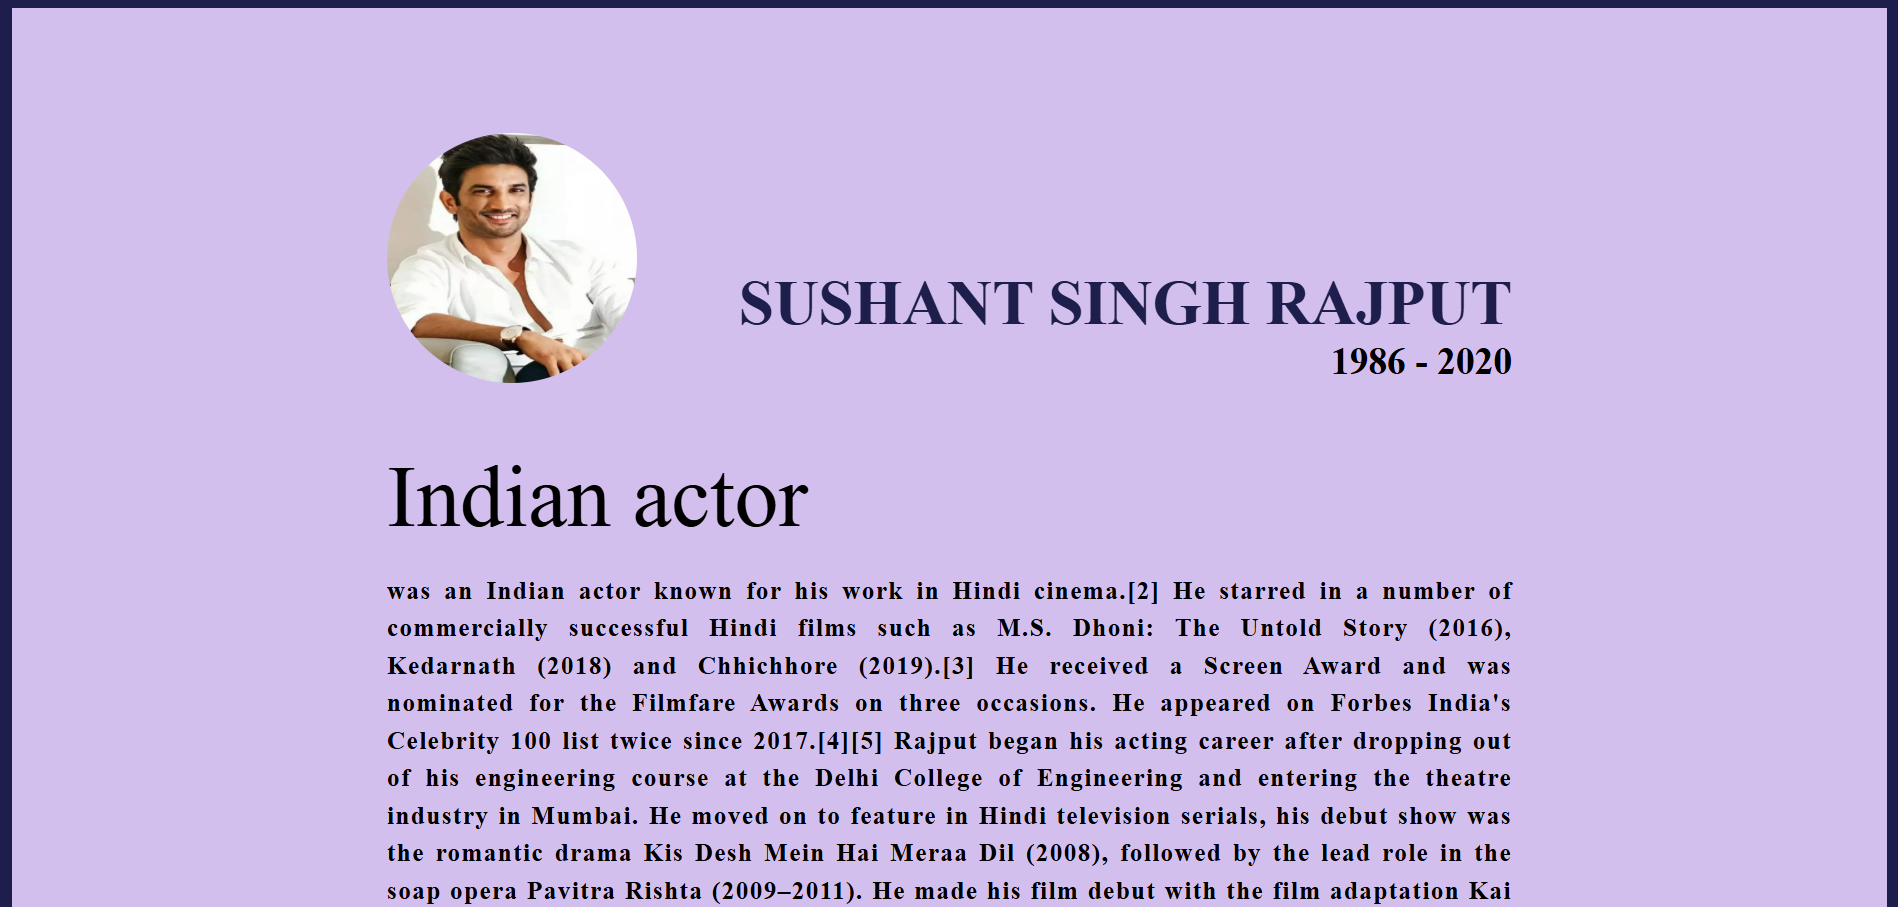 SUSHANT SINGH RAJPUT
1986 - 2020
Indian actor
was an Indian actor known for his work in Hindi cinema.[2] He starred in a number of
commercially successful Hindi films such as M.S. Dhoni: The Untold Story (2016),
Kedarnath (2018) and Chhichhore (2019).[3] He received a Screen Award and was
nominated for the Filmfare Awards on three occasions. He appeared on Forbes India's
Celebrity 100 list twice since 2017.[4][5] Rajput began his acting career after dropping out
of his engineering course at the Delhi College of Engineering and entering the theatre
industry in Mumbai. He moved on to feature in Hindi television serials, his debut show was
the romantic drama Kis Desh Mein Hai Meraa Dil (2008), followed by the lead role in the
soap opera Pavitra Rishta (2009–2011). He made his film debut with the film adaptation Kai